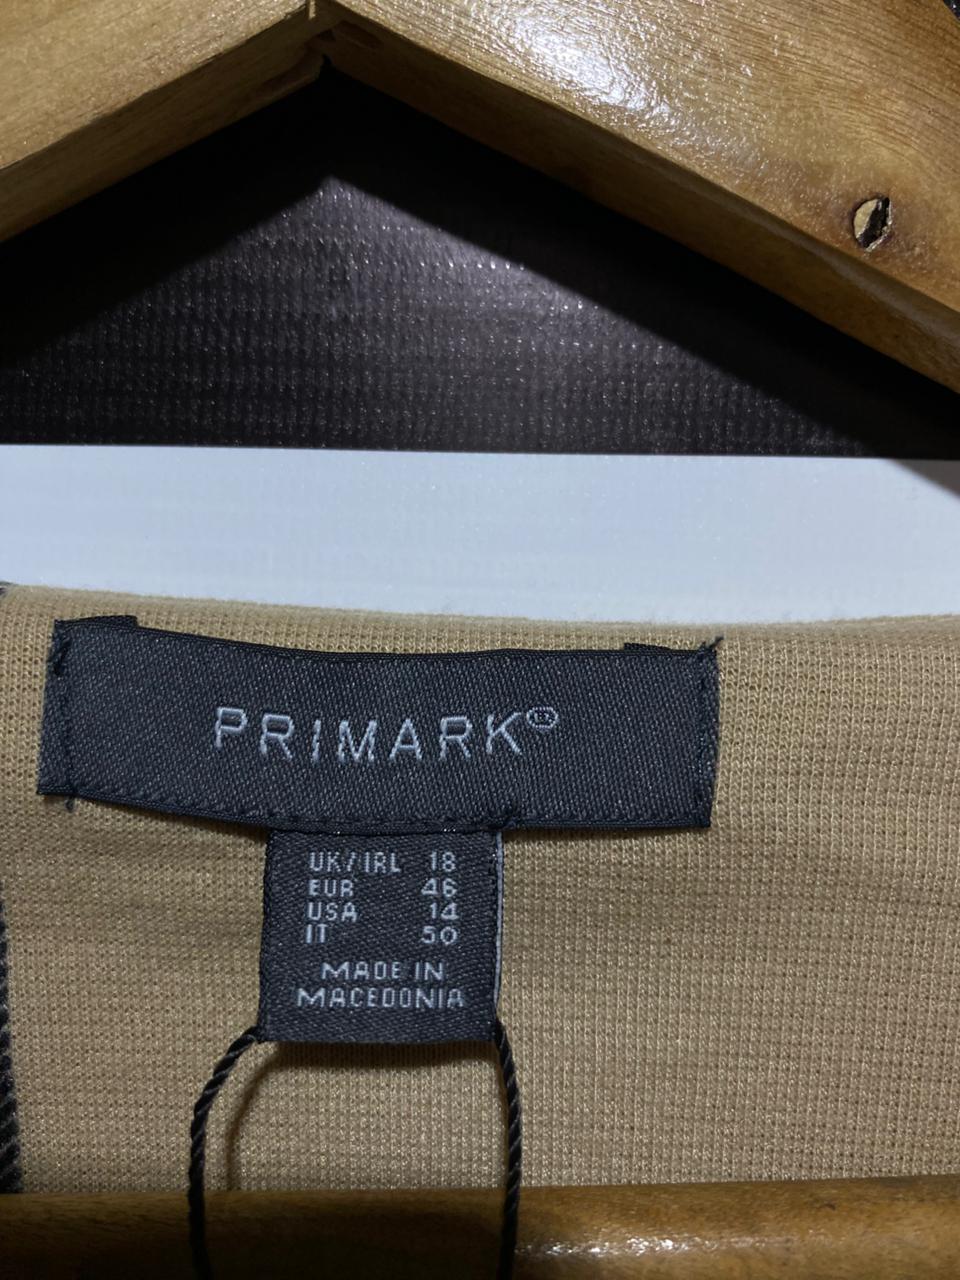 PRIMARK®
UK/IRL 18
EUR 46
USA 14
IT 50
MADE IN
MACEDONIA